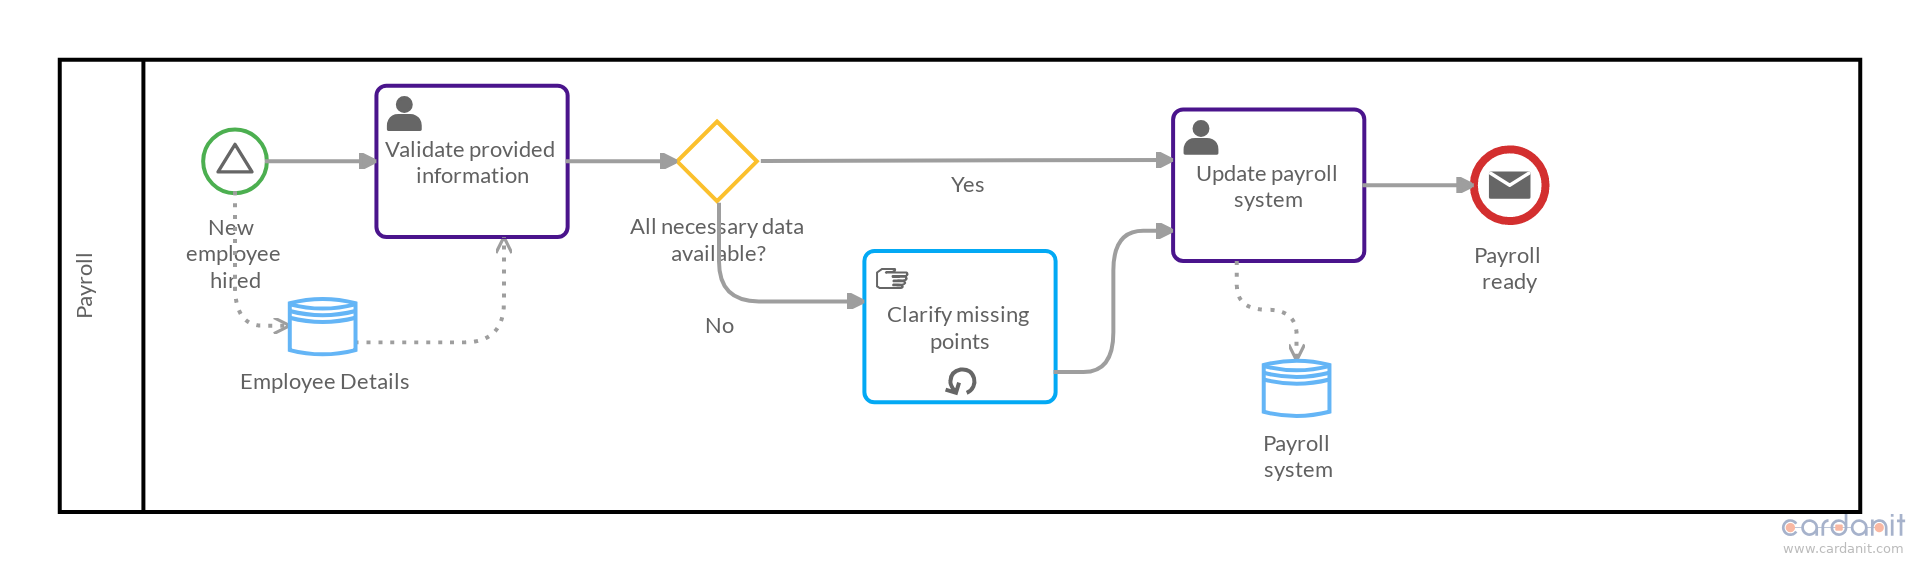 Payroll
New
employee
hired
Validate provided
information
Employee Details
All necessary data
available?
Yes
No
Clarify missing
points
Update payroll
system
Payroll
system
Payroll
ready
cardanit
www.cardanit.com